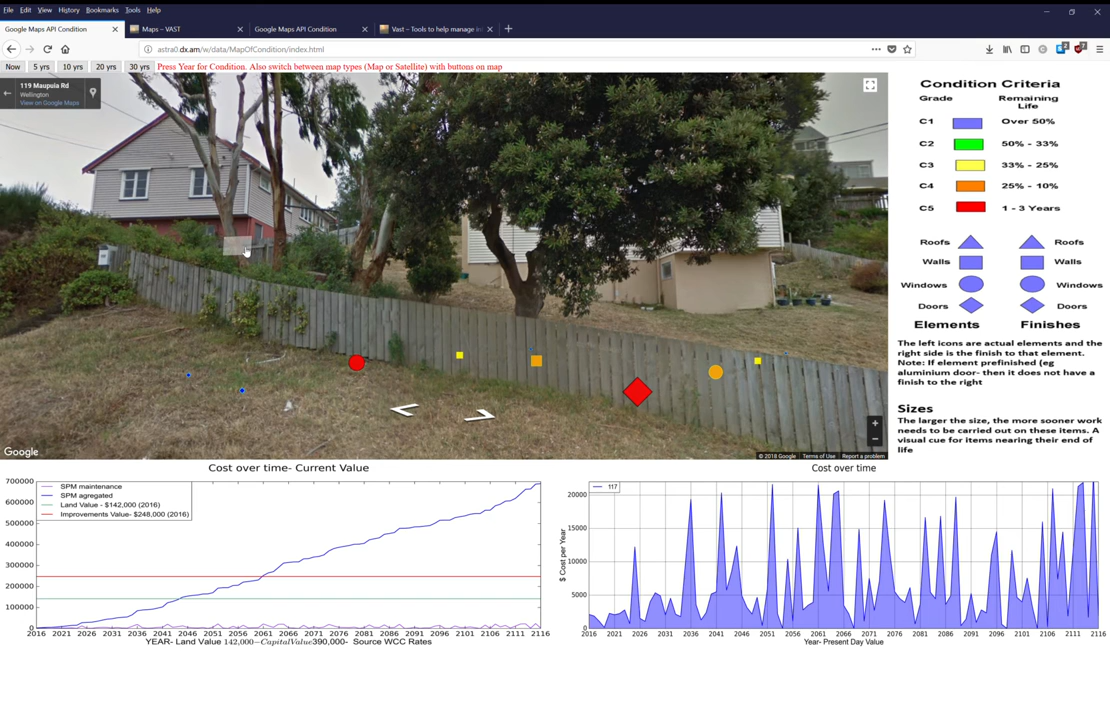 File Edit View History Bookmarks Tools Help
Google Maps API Condition
Maps – VAST
Google Maps API Condition
Vast – Tools to help manage in
astra0.dx.am/w/data/MapOfCondition/index.html
Now 5 yrs 10 yrs 20 yrs 30 yrs Press Year for Condition. Also switch between map types (Map or Satellite) with buttons on map
119 Maupuia Rd
Wellington
View on Google Maps
Google
© 2018 Google Terms of Use Report a problem
Condition Criteria
Grade Remaining
Life
C1 Over 50%
C2 50% - 33%
C3 33% - 25%
C4 25% - 10%
C5 1 - 3 Years
Roofs Roofs
Walls Walls
Windows Windows
Doors Doors
Elements Finishes
The left icons are actual elements and the
right side is the finish to that element.
Note: If element prefinished (eg
aluminium door- then it does not have a
finish to the right
Sizes
The larger the size, the more sooner work
needs to be carried out on these items. A
visual cue for items nearing their end of
life
Cost over time- Current Value
SPM maintenance
SPM agregated
Land Value - $142,000 (2016)
Improvements Value- $248,000 (2016)
700000
600000
500000
400000
300000
200000
100000
0
2016 2021 2026 2031 2036 2041 2046 2051 2056 2061 2066 2071 2076 2081 2086 2091 2096 2101 2106 2111 2116
YEAR- Land Value 142,000-CapitalValue390,000- Source WCC Rates
Cost over time
117
$ Cost per Year
20000
15000
10000
5000
0
2016 2021 2026 2031 2036 2041 2046 2051 2056 2061 2066 2071 2076 2081 2086 2091 2096 2101 2106 2111 2116
Year- Present Day Value